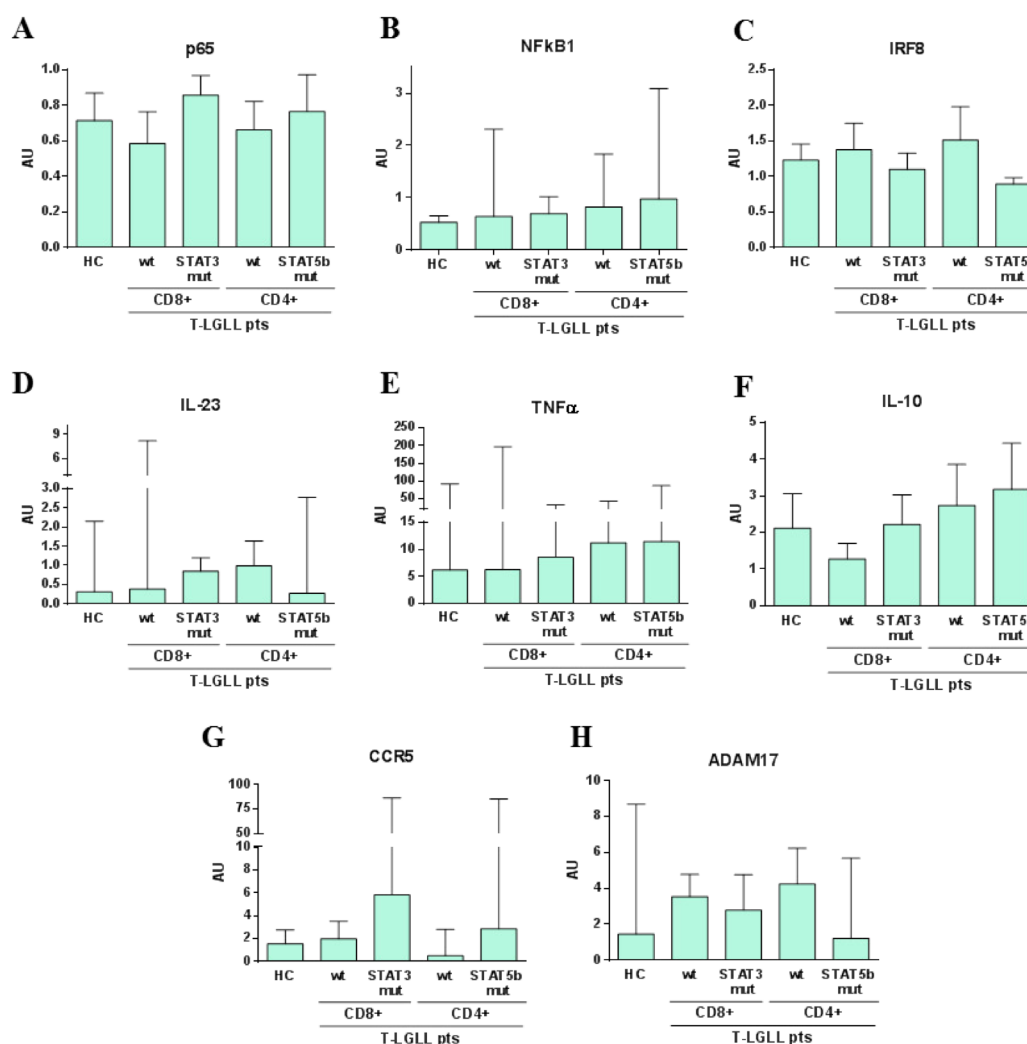 A
p65
1.0
0.8
0.6
0.4
0.2
0.0
AU
HC wt STAT3 mut wt STAT5b mut
CD8+ CD4+
T-LGLL pts
B
NFkB1
3
2
1
0
AU
HC wt STAT3 mut wt STAT5b mut
CD8+ CD4+
T-LGLL pts
C
IRF8
2.5
2.0
1.5
1.0
0.5
0.0
AU
HC wt STAT3 mut wt STAT5 mut
CD8+ CD4+
T-LGLL pts
D
IL-23
9
6
3.0
2.5
2.0
1.5
1.0
0.5
0.0
AU
HC wt STAT3 mut wt STAT5b mut
CD8+ CD4+
T-LGLL pts
E
TNFα
250
200
150
100
50
15
10
5
0
AU
HC wt STAT3 mut wt STAT5b mut
CD8+ CD4+
T-LGLL pts
F
IL-10
5
4
3
2
1
0
AU
HC wt STAT3 mut wt STAT5 mut
CD8+ CD4+
T-LGLL pts
G
CCR5
100
75
50
10
8
6
4
2
0
AU
HC wt STAT3 mut wt STAT5b mut
CD8+ CD4+
T-LGLL pts
H
ADAM17
10
8
6
4
2
0
AU
HC wt STAT3 mut wt STAT5b mut
CD8+ CD4+
T-LGLL pts